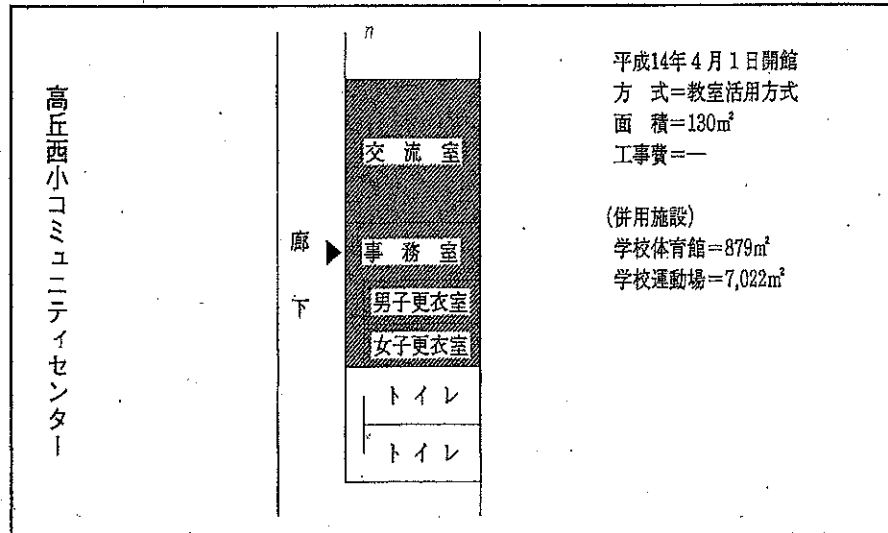 高丘西小コミュニティセンター
廊下
交流室
事務室
男子更衣室
女子更衣室
トイレ
トイレ
平成14年4月1日開館
方 式=教室活用方式
面 積=130㎡
工事費=―
(併用施設)
学校体育館=879㎡
学校運動場=7,022㎡